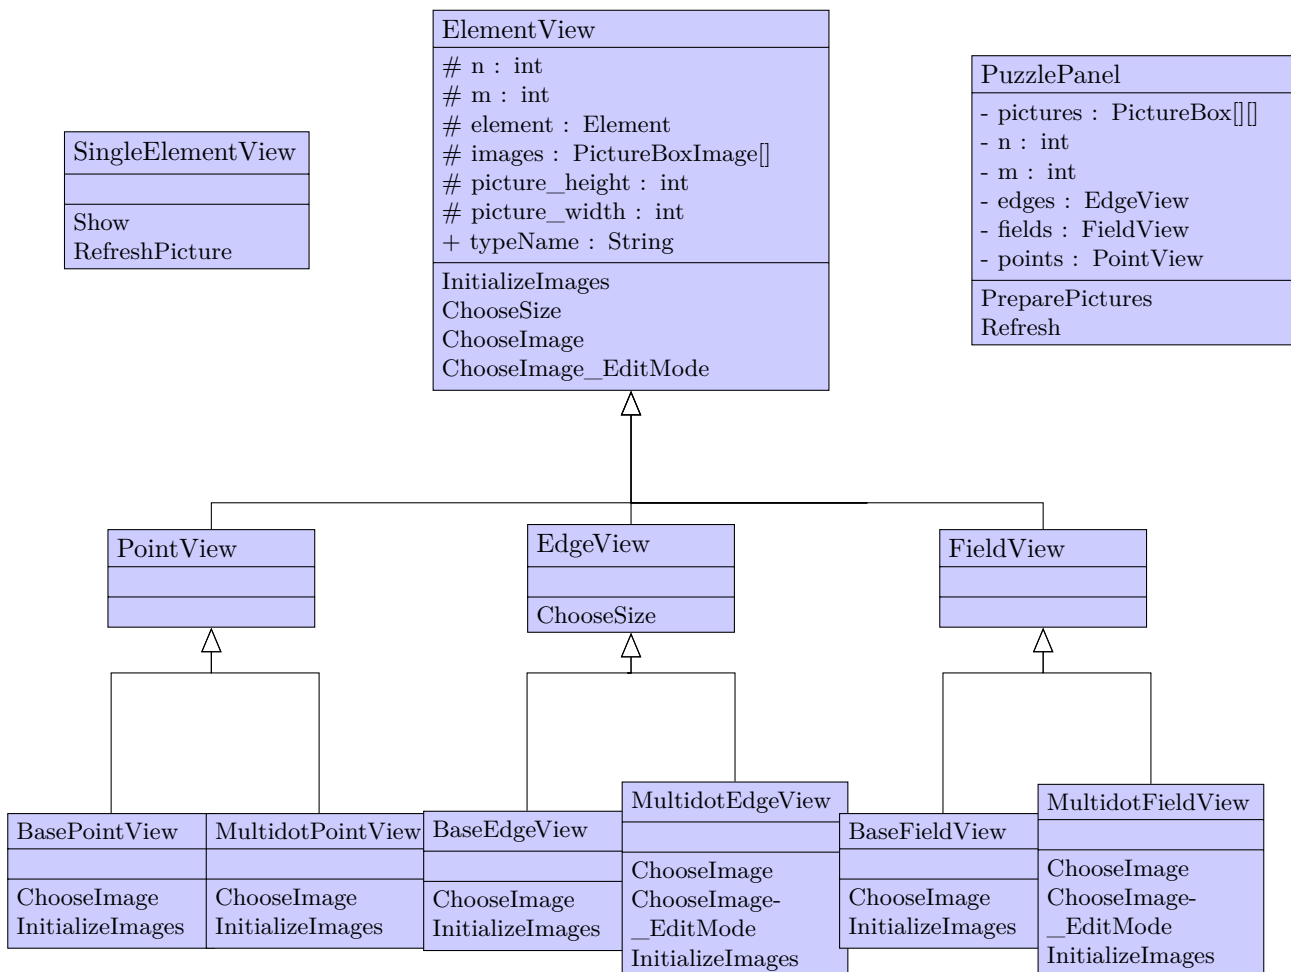 ElementView
# n : int
# m : int
# element : Element
# images : PictureBoxImage[]
# picture_height : int
# picture_width : int
+ typeName : String
InitializeImages
ChooseSize
ChooseImage
ChooseImage_EditMode
PuzzlePanel
- pictures : PictureBox[][]
- n : int
- m : int
- edges : EdgeView
- fields : FieldView
- points : PointView
PreparePictures
Refresh
SingleElementView
Show
RefreshPicture
PointView
EdgeView
ChooseSize
FieldView
BasePointView
ChooseImage
InitializeImages
MultidotPointView
ChooseImage
InitializeImages
BaseEdgeView
ChooseImage
InitializeImages
MultidotEdgeView
ChooseImage
ChooseImage-
_EditMode
InitializeImages
BaseFieldView
ChooseImage
InitializeImages
MultidotFieldView
ChooseImage
ChooseImage-
_EditMode
InitializeImages